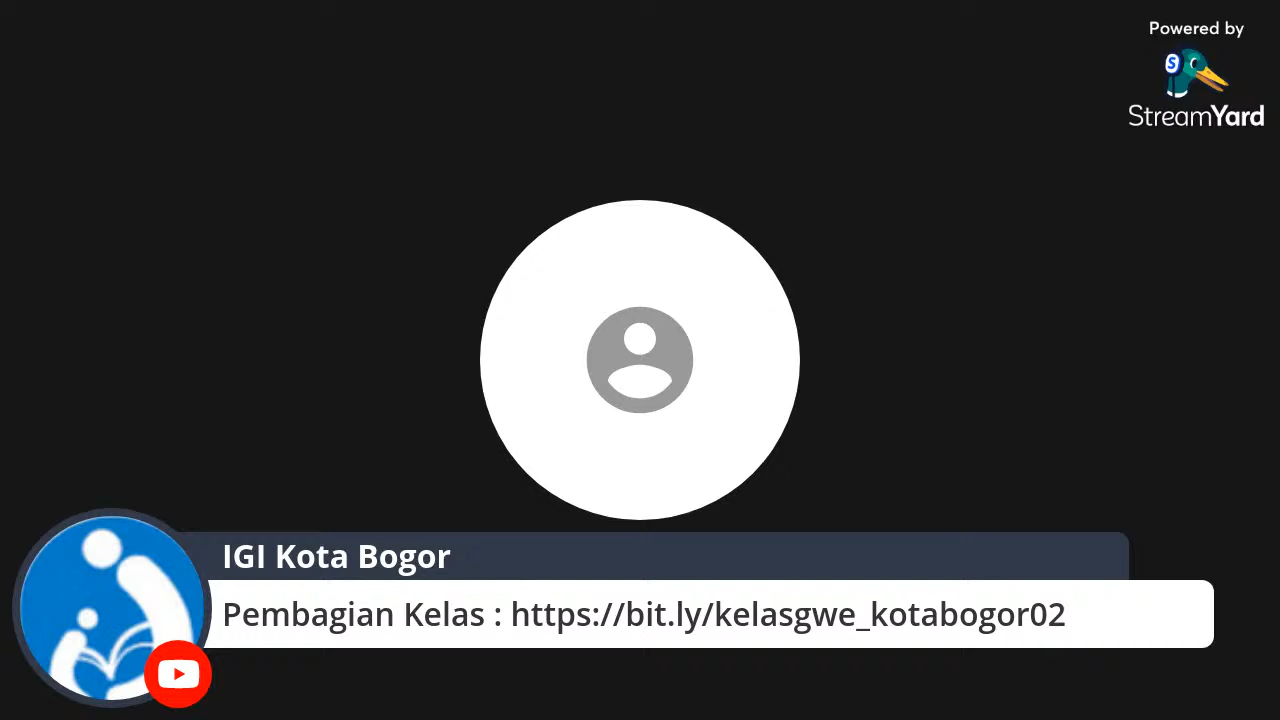 Powered by
S
StreamYard
IGI Kota Bogor
Pembagian Kelas : https://bit.ly/kelasgwe_kotabogor02